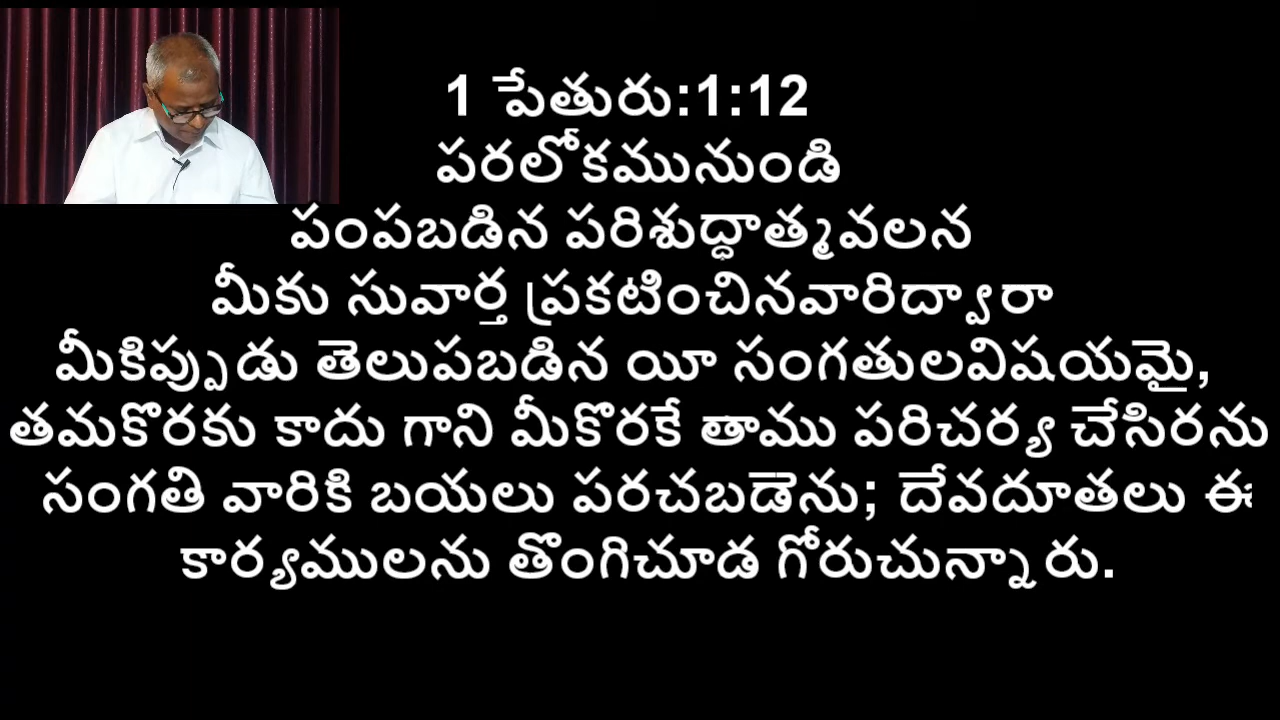 1 పేతురు:1:12
పరలోకమునుండి
పంపబడిన పరిశుద్ధాత్మవలన
మీకు సువార్త ప్రకటించినవారిద్వారా
మీకిప్పుడు తెలుపబడిన యీ సంగతులవిషయమై,
తమకొరకు కాదు గాని మీకొరకే తాము పరిచర్య చేసిరను
సంగతి వారికి బయలు పరచబడెను; దేవదూతలు ఈ
కార్యములను తొంగిచూడ గోరుచున్నారు.